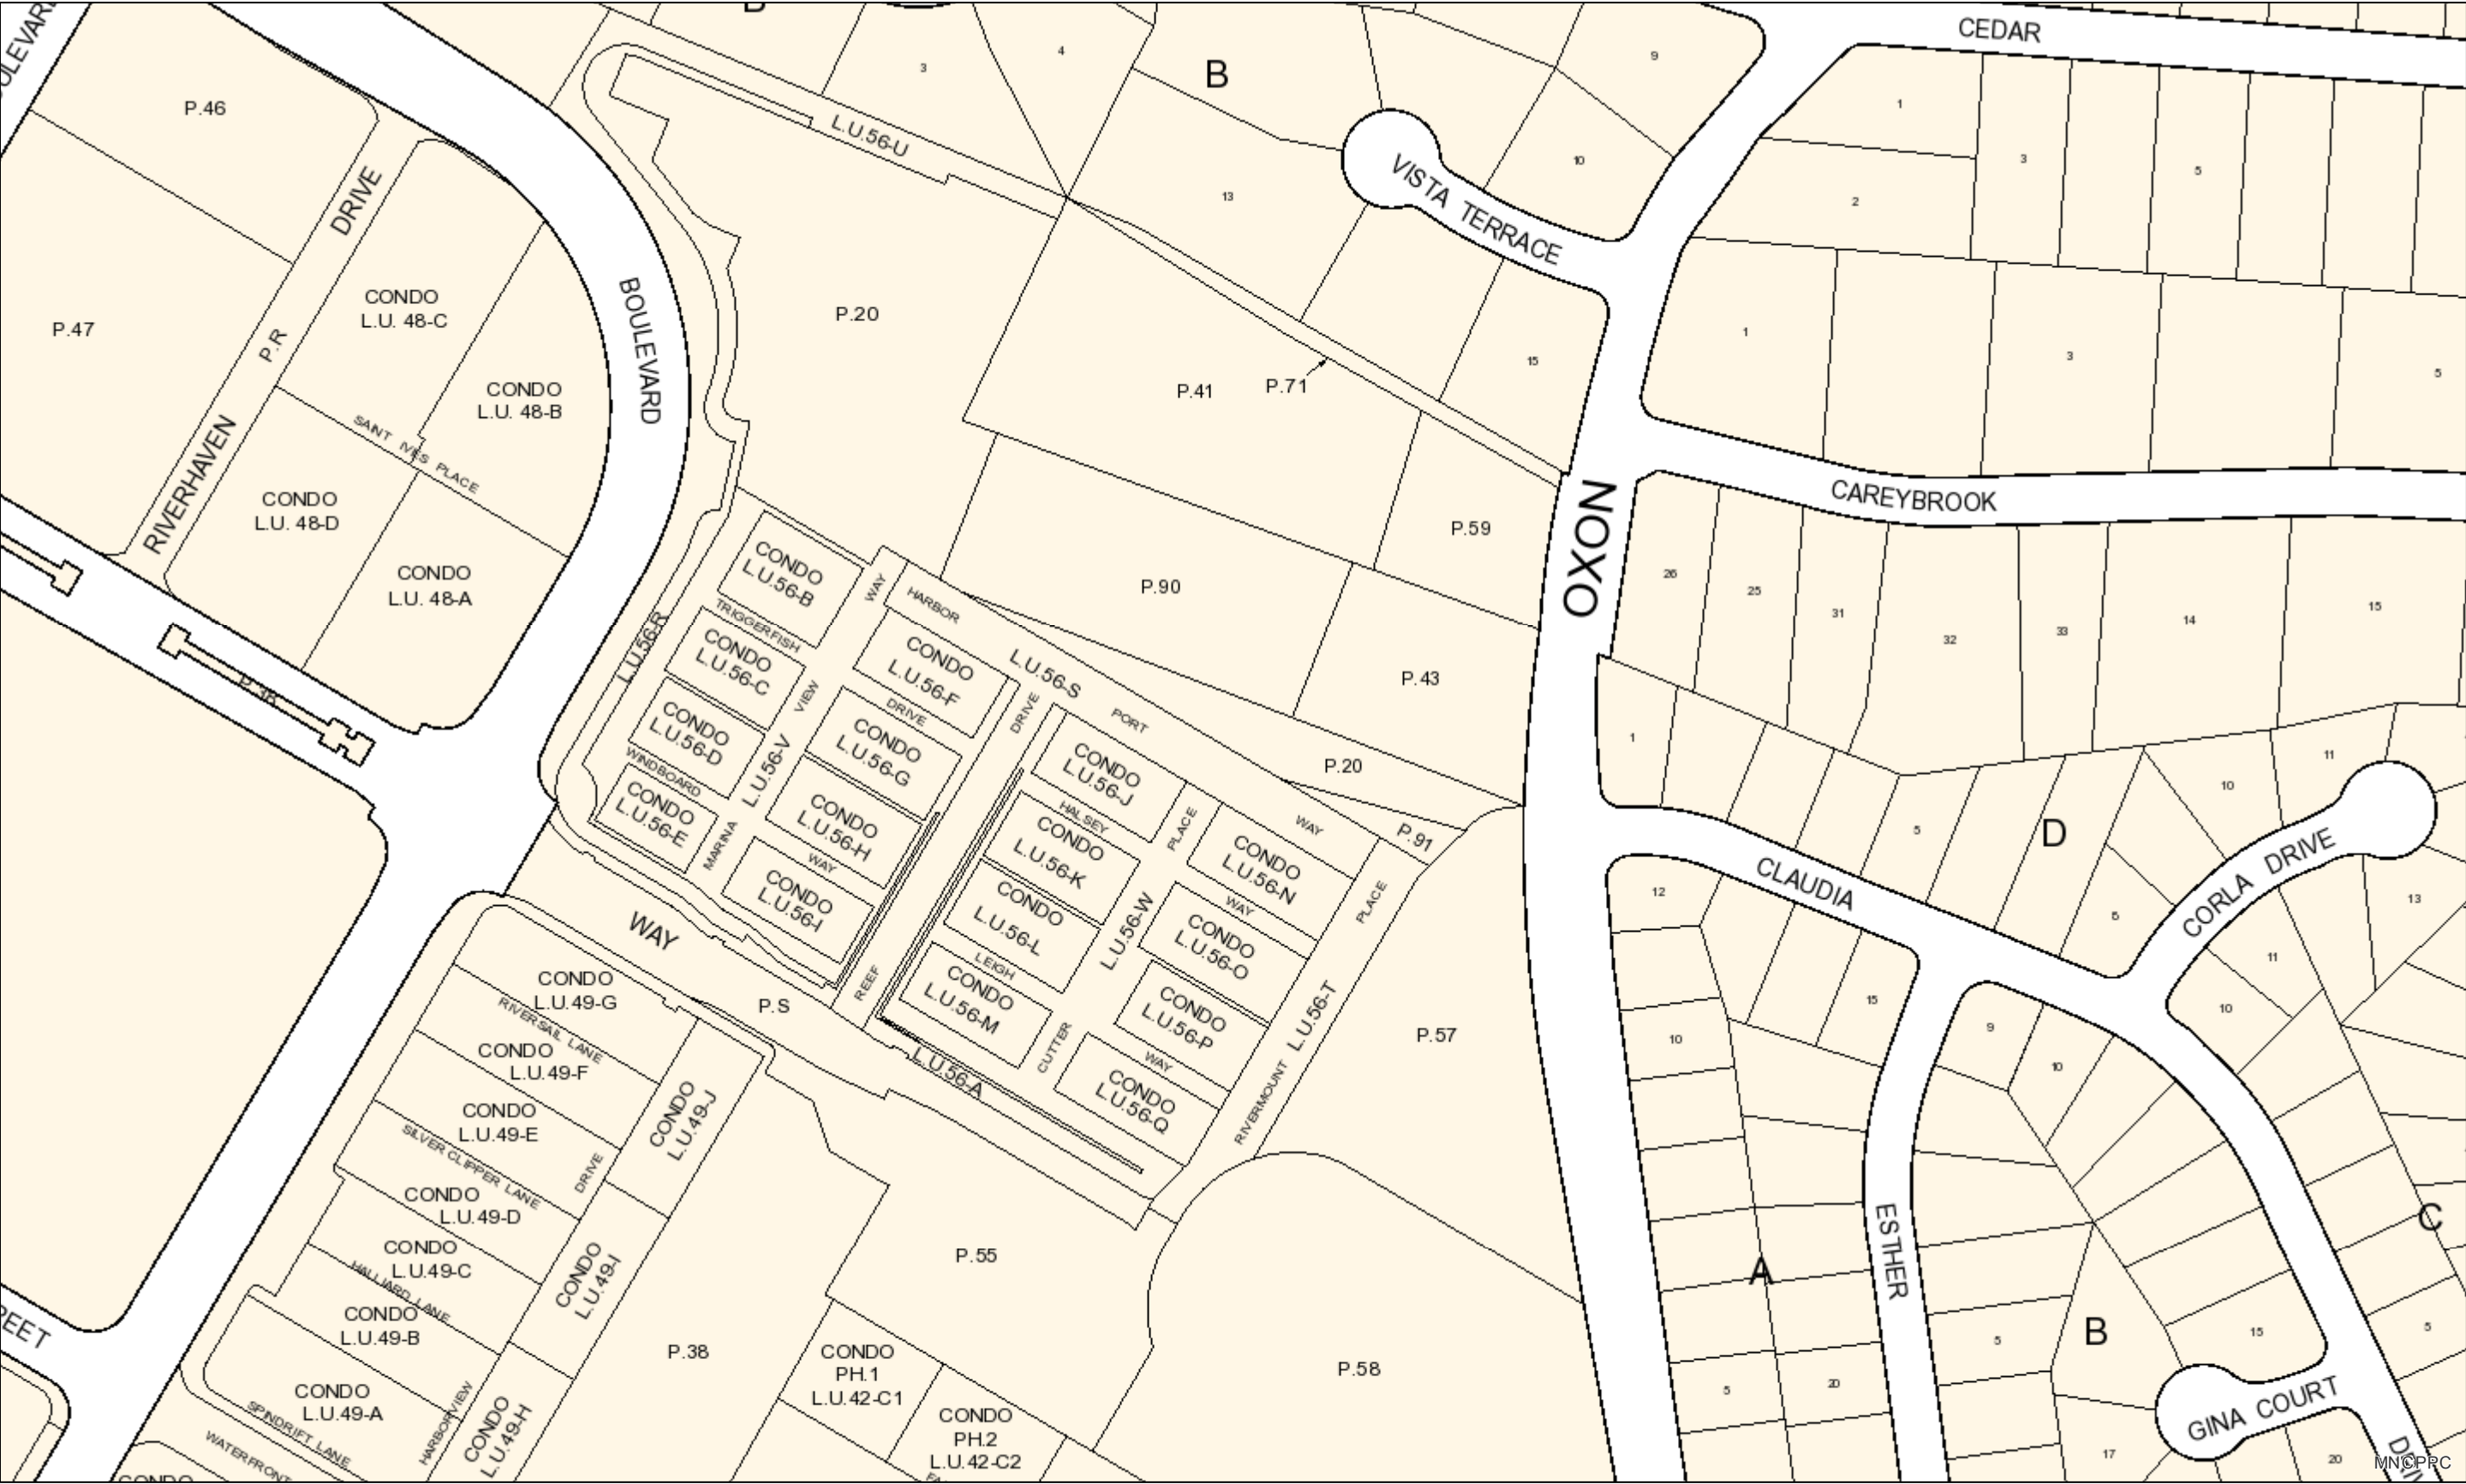 BOULEVARD
P.46
DRIVE
P.47
P.R
RIVERHAVEN
CONDO
L.U. 48-C
CONDO
L.U. 48-B
SAINT IVES PLACE
CONDO
L.U. 48-D
CONDO
L.U. 48-A
BOULEVARD
3
4
B
L.U.56-U
P.20
13
9
10
VISTA TERRACE
15
P.41
P.71
CEDAR
1
2
3
5
1
3
5
CAREYBROOK
NOXO
P.59
P.90
P.43
P.20
P.91
26
25
31
32
33
14
15
1
CONDO
L.U.56-B
WAY
HARBOR
TRIGGERFISH
L.U.56-R
CONDO
L.U.56-C
CONDO
L.U.56-F
L.U.56-S
VIEW
DRIVE
DRIVE
PORT
CONDO
L.U.56-D
WINDBOARD
L.U.56-V
CONDO
L.U.56-G
CONDO
L.U.56-E
MARINA
CONDO
L.U.56-H
WAY
CONDO
L.U.56-I
CONDO
L.U.56-J
HALSEY
PLACE
WAY
CONDO
L.U.56-K
CONDO
L.U.56-N
WAY
CONDO
L.U.56-L
L.U.56-W
CONDO
L.U.56-O
PLACE
LEIGH
CONDO
L.U.56-M
CUTTER
CONDO
L.U.56-P
WAY
CONDO
L.U.56-Q
L.U.56-T
RIVERMOUNT
REEF
L.U.56-A
WAY
P.S
P.57
5
D
10
11
CLAUDIA
CORLA DRIVE
13
12
15
11
10
10
9
10
CONDO
L.U.49-G
RIVERSAIL LANE
CONDO
L.U.49-F
CONDO
L.U.49-E
SILVER CLIPPER LANE
CONDO
L.U.49-D
CONDO
L.U.49-C
HALLIARD LANE
CONDO
L.U.49-B
CONDO
L.U.49-A
SPINDRIFT LANE
WATERFRONT
DRIVE
HARBORVIEW
CONDO
L.U.49-J
CONDO
L.U.49-I
CONDO
L.U.49-H
P.38
P.55
CONDO
PH.1
L.U.42-C1
CONDO
PH.2
L.U.42-C2
P.58
A
ESTHER
B
C
5
5
20
5
15
17
20
GINA COURT
MNCPPC